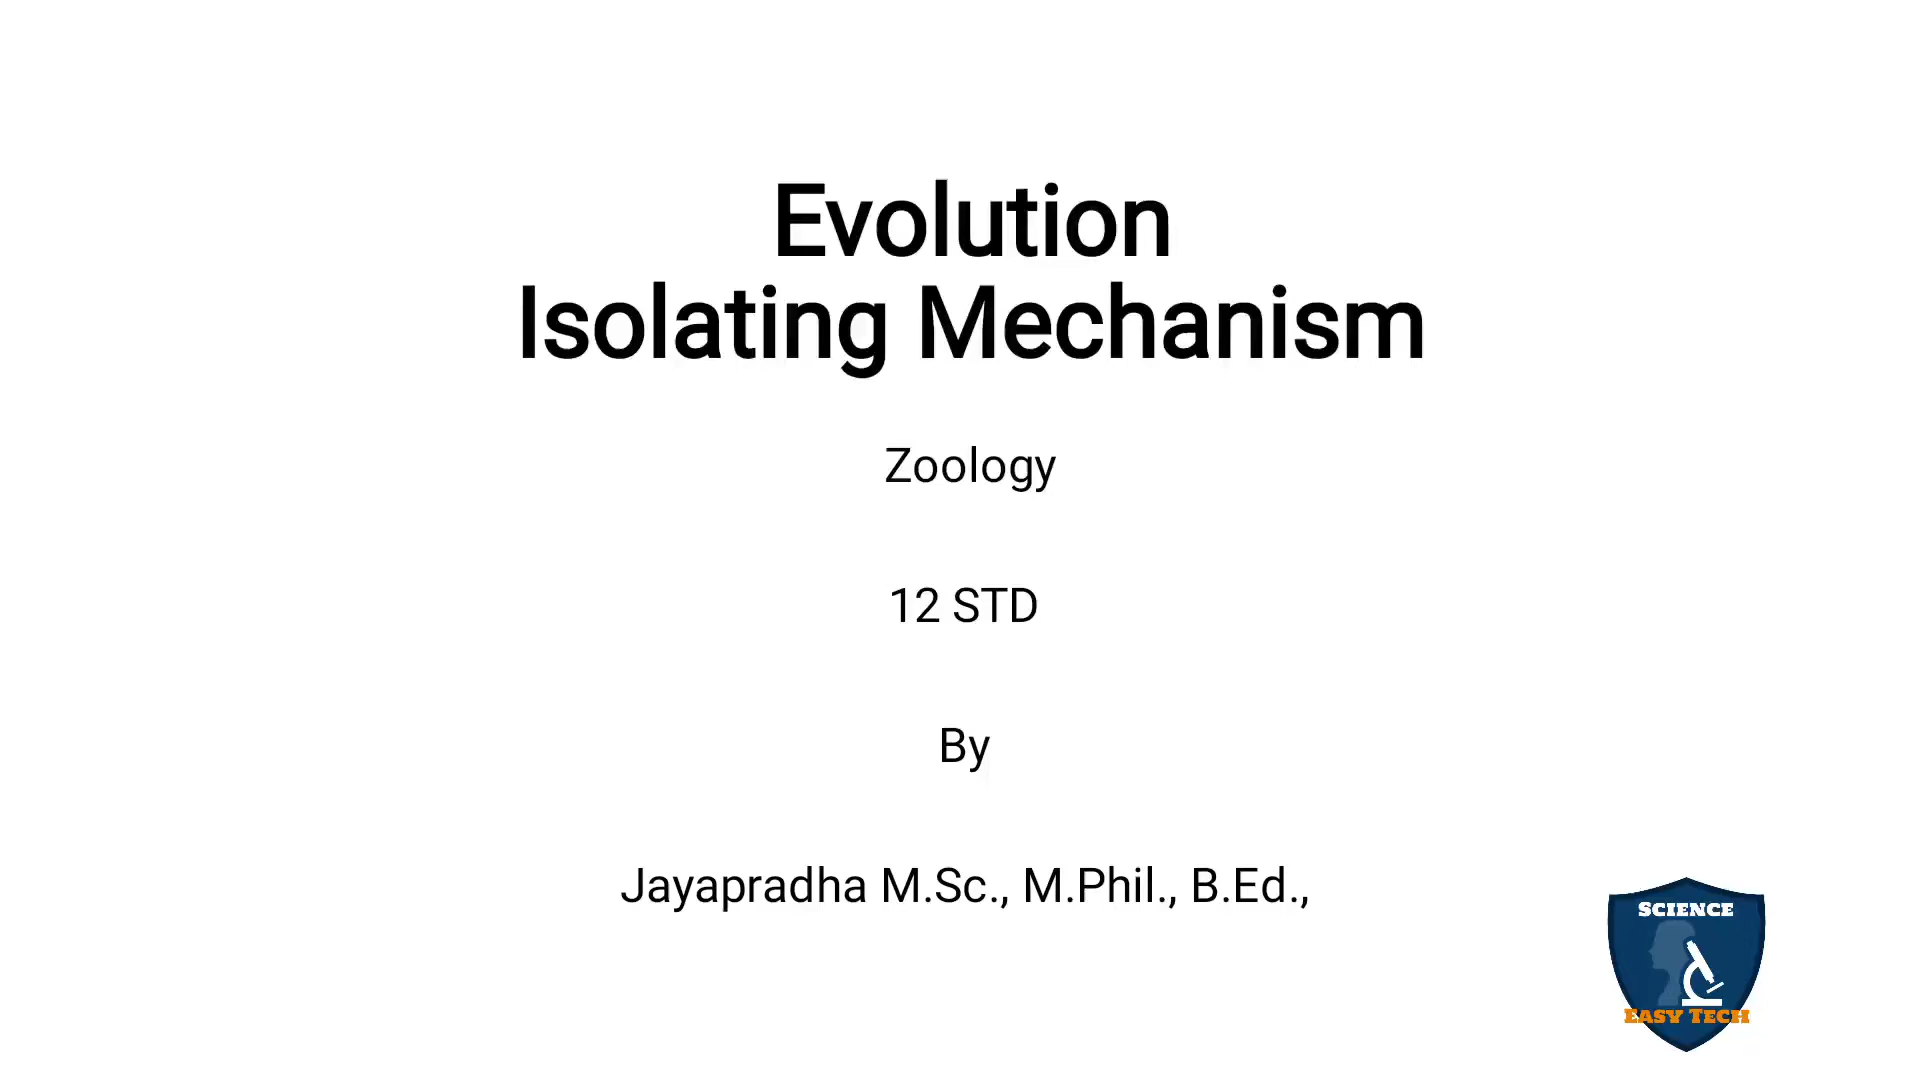 Evolution
Isolating Mechanism
Zoology
12 STD
By
Jayapradha M.Sc., M.Phil., B.Ed.,
SCIENCE
EASY TECH